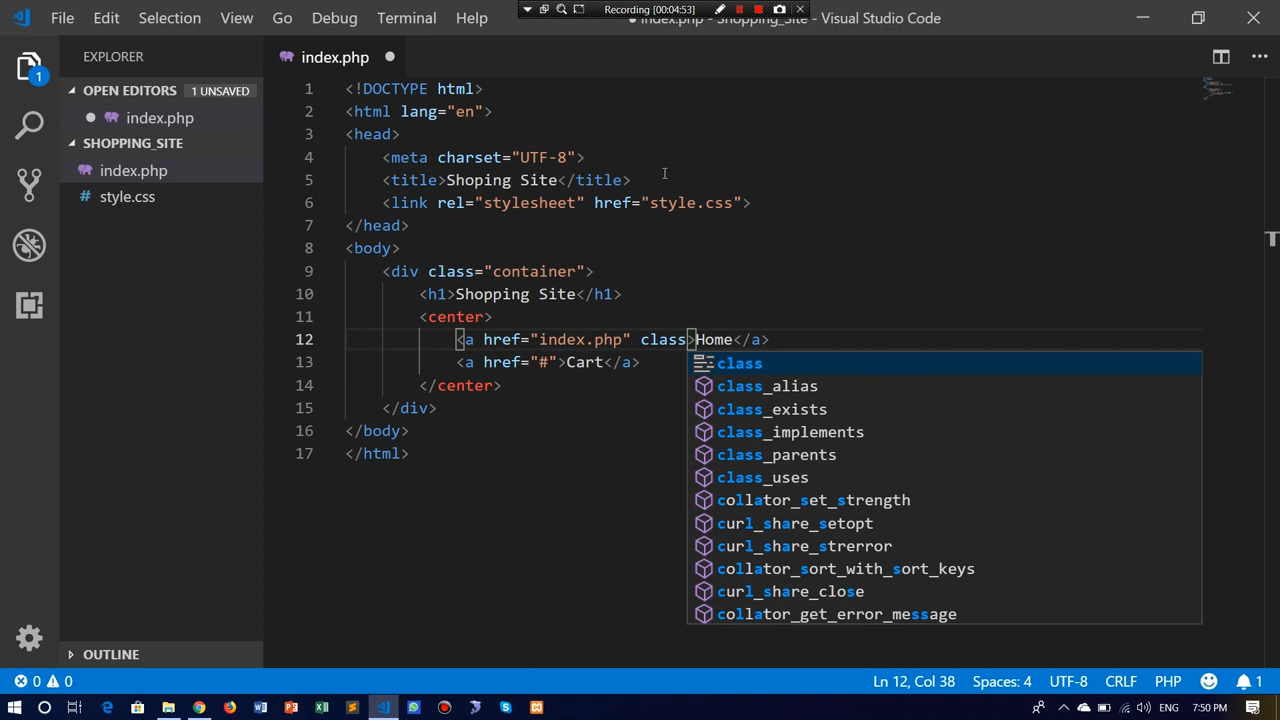 File Edit Selection View Go Debug Terminal Help
Recording [00:04:53]
index.php - Shopping_Site - Visual Studio Code
EXPLORER
OPEN EDITORS 1 UNSAVED
index.php
SHOPPING_SITE
index.php
style.css
OUTLINE
1
index.php
1 <!DOCTYPE html>
2 <html lang="en">
3 <head>
4 <meta charset="UTF-8">
5 <title>Shoping Site</title>
6 <link rel="stylesheet" href="style.css">
7 </head>
8 <body>
9 <div class="container">
10 <h1>Shopping Site</h1>
11 <center>
12 <a href="index.php" class>Home</a>
13 <a href="#">Cart</a>
14 </center>
15 </div>
16 </body>
17 </html>
class
class_alias
class_exists
class_implements
class_parents
class_uses
collator_set_strength
curl_share_setopt
curl_share_strerror
collator_sort_with_sort_keys
curl_share_close
collator_get_error_message
0 0 Ln 12, Col 38 Spaces: 4 UTF-8 CRLF PHP 1
ENG 7:50 PM